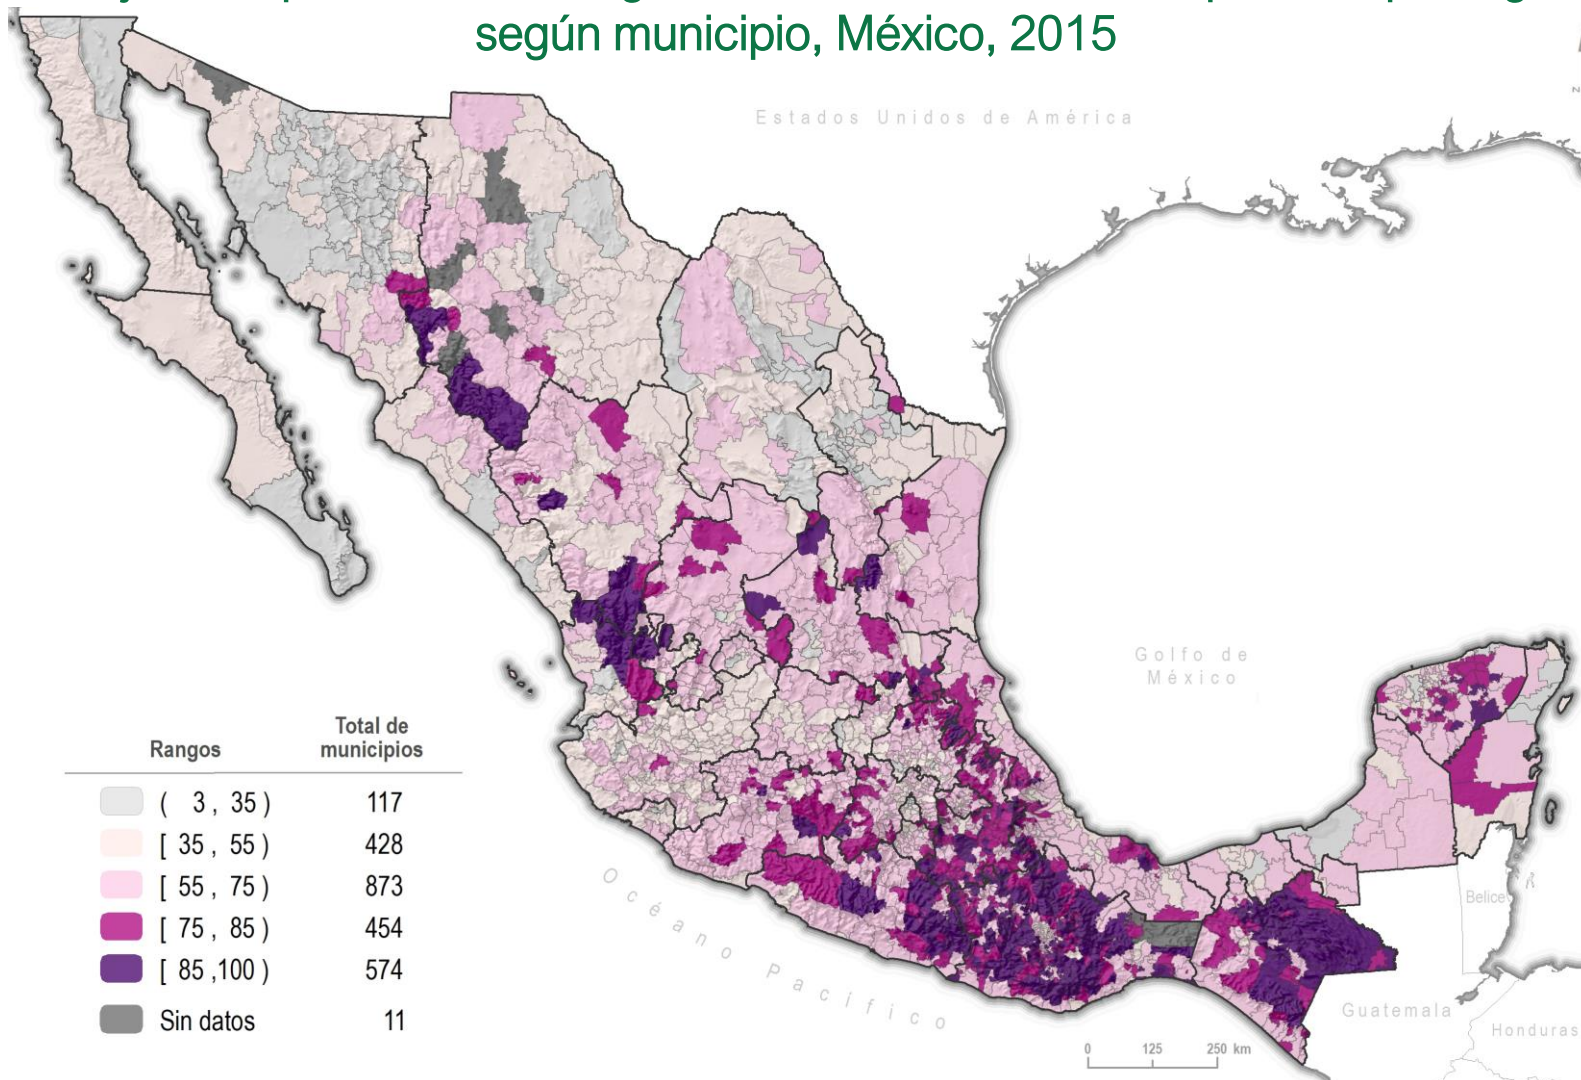 según municipio, México, 2015
Estados Unidos de América
Golfo de
México
Rangos
Total de
municipios
( 3 , 35 ) 117
[ 35 , 55 ) 428
[ 55 , 75 ) 873
[ 75 , 85 ) 454
[ 85 ,100 ) 574
Sin datos 11
Océano Pacífico
Belice
Guatemala
Honduras
0 125 250 km